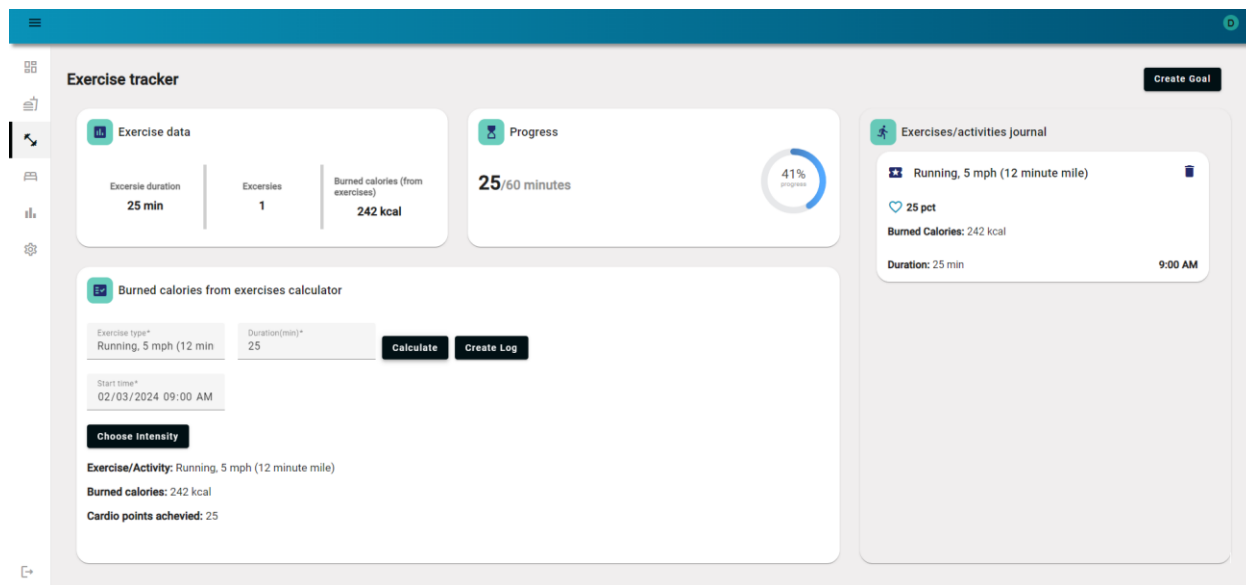 D
Exercise tracker
Create Goal
Exercise data
Excersie duration
25 min
Excersies
1
Burned calories (from
exercises)
242 kcal
Progress
25/60 minutes
41%
progress
Exercises/activities journal
Running, 5 mph (12 minute mile)
25 pct
Burned Calories: 242 kcal
Duration: 25 min
9:00 AM
Burned calories from exercises calculator
Exercise type*
Running, 5 mph (12 min
Duration(min)*
25
Calculate
Create Log
Start time*
02/03/2024 09:00 AM
Choose Intensity
Exercise/Activity: Running, 5 mph (12 minute mile)
Burned calories: 242 kcal
Cardio points achevied: 25